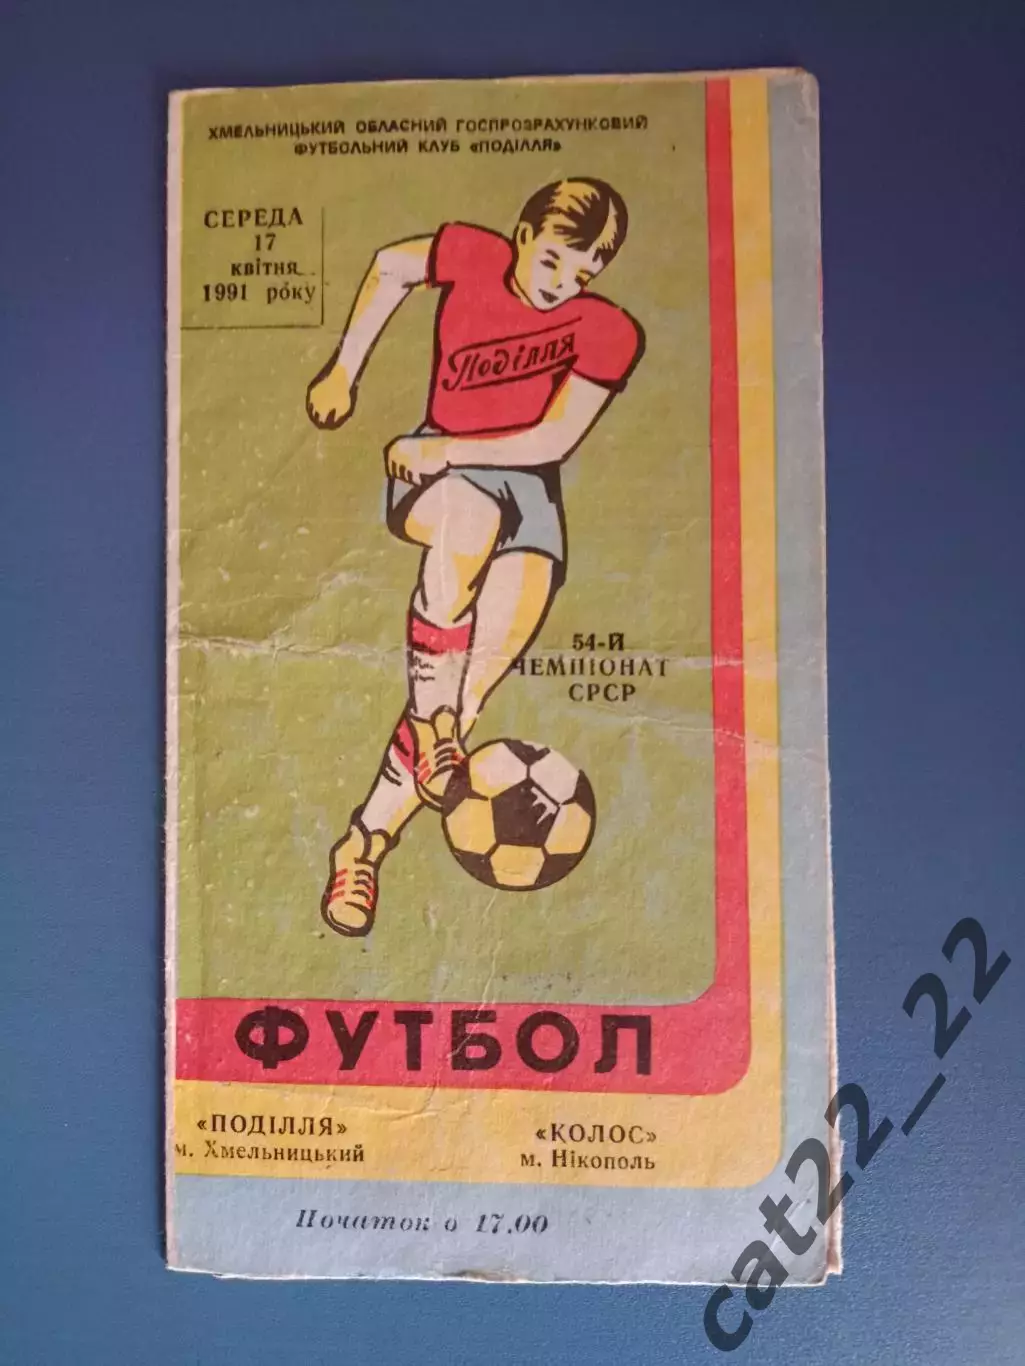 ХМЕЛЬНИЦЬКИЙ ОБЛАСНИЙ ГОСПРОЗРАХУНКОВИЙ
ФУТБОЛЬНИЙ КЛУБ «ПОДІЛЛЯ»
СЕРЕДА
17
квітня
1991 року
Поділля
54-Й
ЧЕМПІОНАТ
СРСР
ФУТБОЛ
«ПОДІЛЛЯ»
м. Хмельницький
«КОЛОС»
м. Нікополь
Початок о 17.00
cat22_22